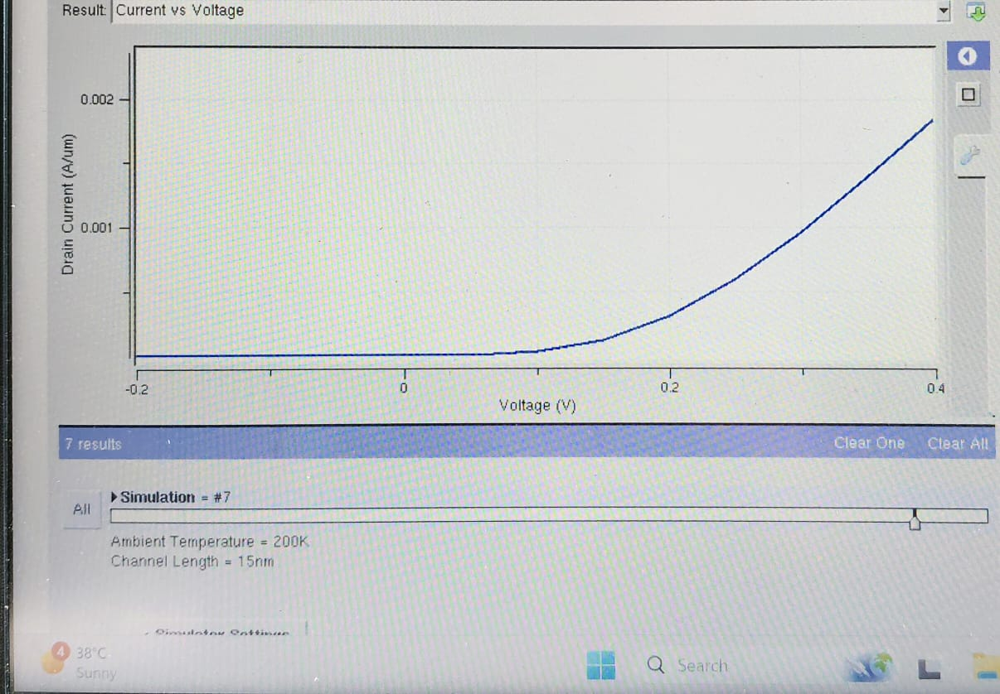 Result: Current vs Voltage
0.002
0.001
Drain Current (A/um)
-0.2 0 0.2 0.4
Voltage (V)
7 results Clear One Clear All
All
Simulation = #7
Ambient Temperature = 200K
Channel Length = 15nm
Simulator Settings
4
38°C
Sunny
Search